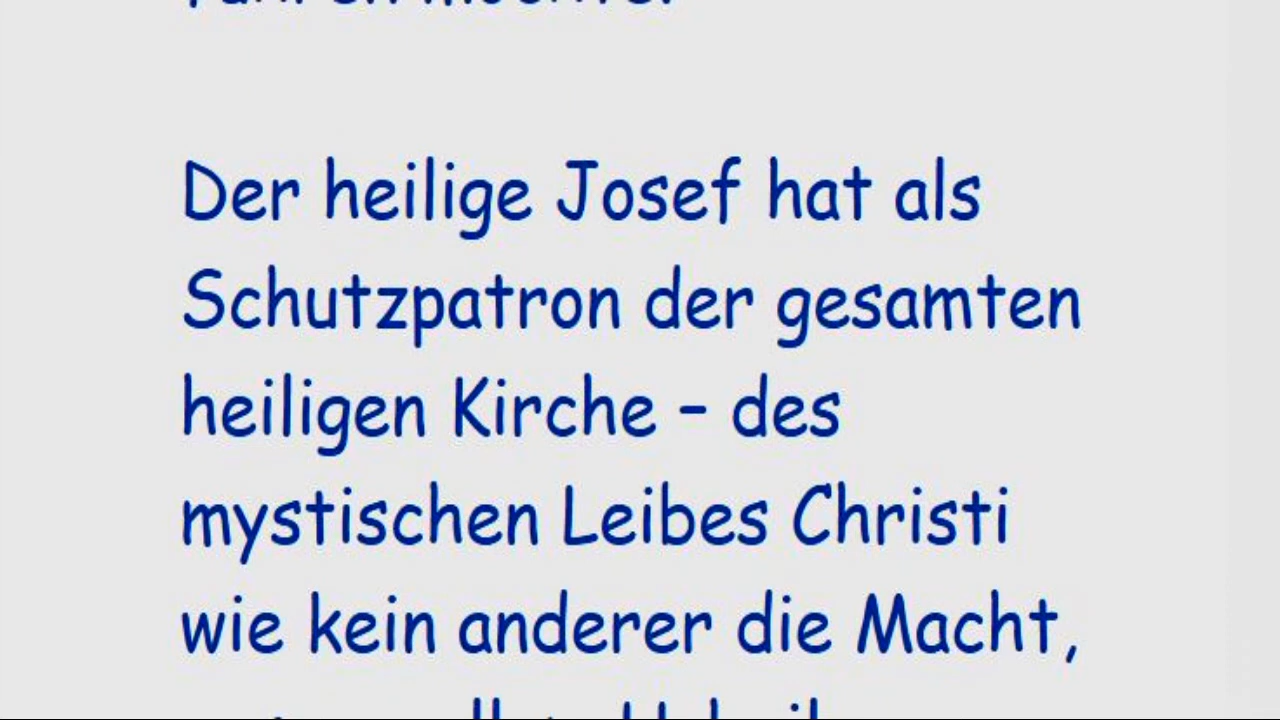 Der heilige Josef hat als
Schutzpatron der gesamten
heiligen Kirche – des
mystischen Leibes Christi
wie kein anderer die Macht,